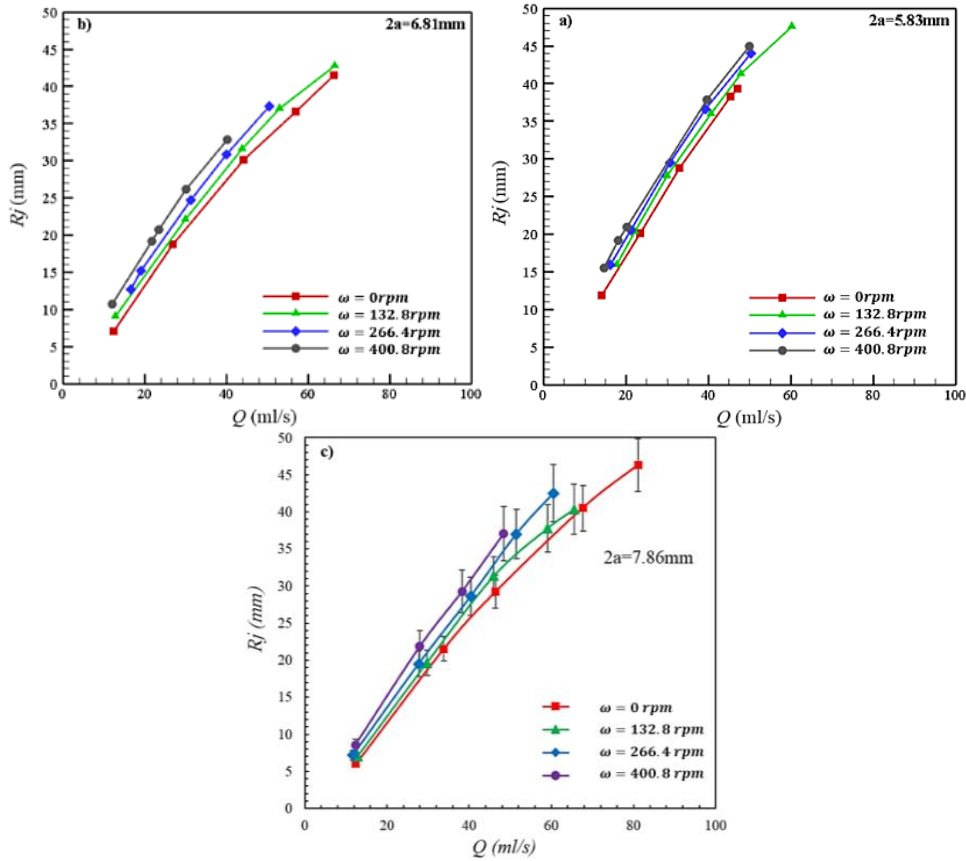 b)
2a=6.81mm
50
45
40
35
30
25
20
15
10
5
0
Rj (mm)
ω = 0rpm
ω = 132.8rpm
ω = 266.4rpm
ω = 400.8rpm
0 20 40 60 80 100
Q (ml/s)
a)
2a=5.83mm
50
45
40
35
30
25
20
15
10
5
0
Rj (mm)
ω = 0rpm
ω = 132.8rpm
ω = 266.4rpm
ω = 400.8rpm
0 20 40 60 80 100
Q (ml/s)
c)
50
45
40
35
30
25
20
15
10
5
0
Rj (mm)
2a=7.86mm
ω = 0 rpm
ω = 132.8 rpm
ω = 266.4 rpm
ω = 400.8 rpm
0 20 40 60 80 100
Q (ml/s)